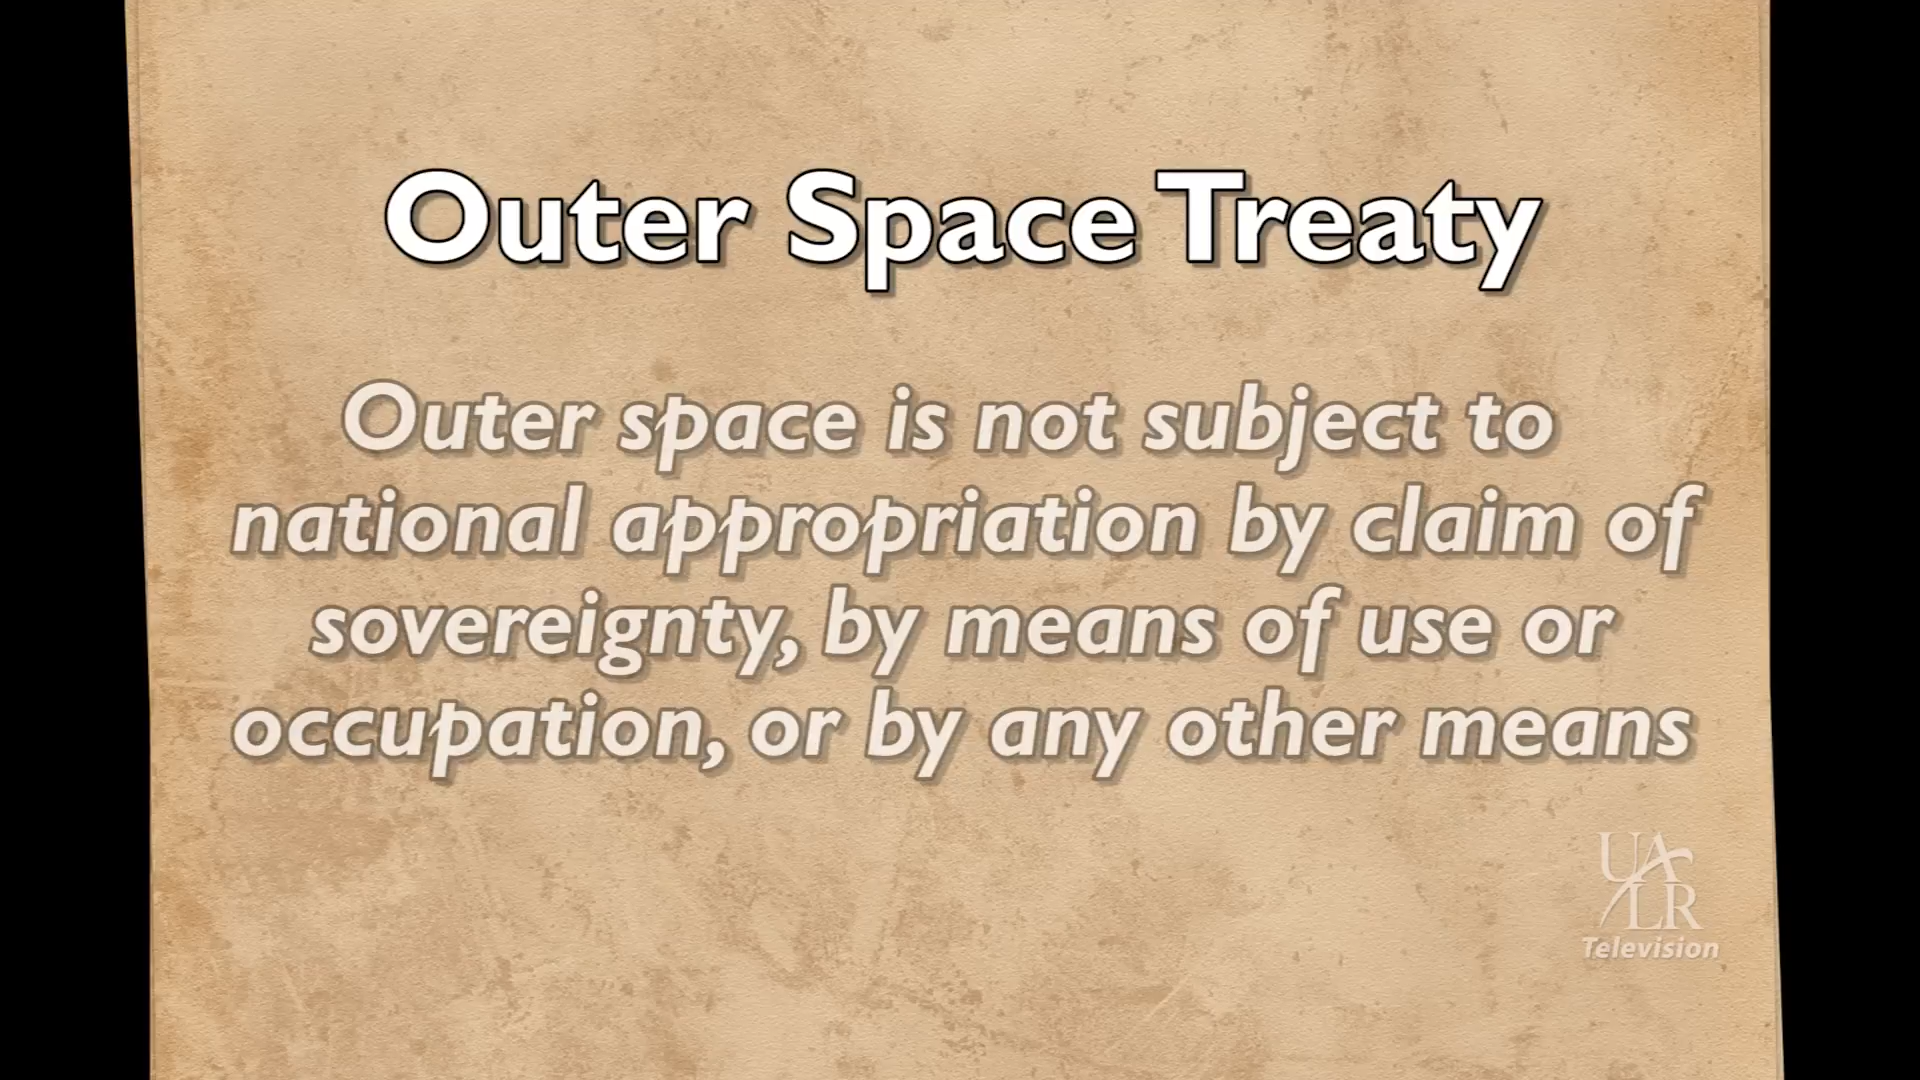 Outer Space Treaty
Outer space is not subject to
national appropriation by claim of
sovereignty, by means of use or
occupation, or by any other means
UALR
Television